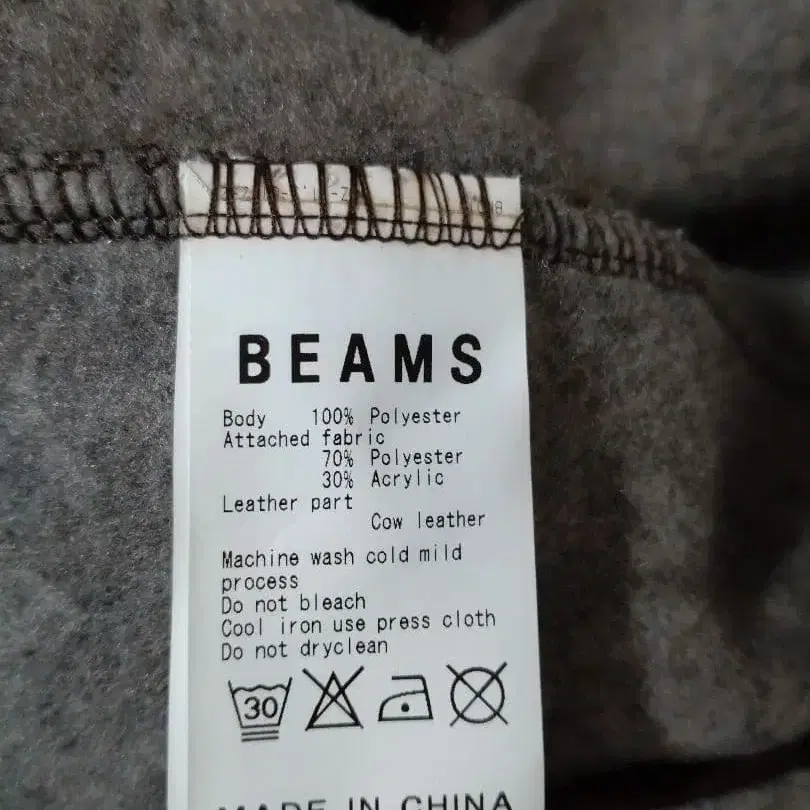 BEAMS
Body 100% Polyester
Attached fabric
70% Polyester
30% Acrylic
Leather part
Cow leather
Machine wash cold mild
process
Do not bleach
Cool iron use press cloth
Do not dryclean
30
MADE IN CHINA